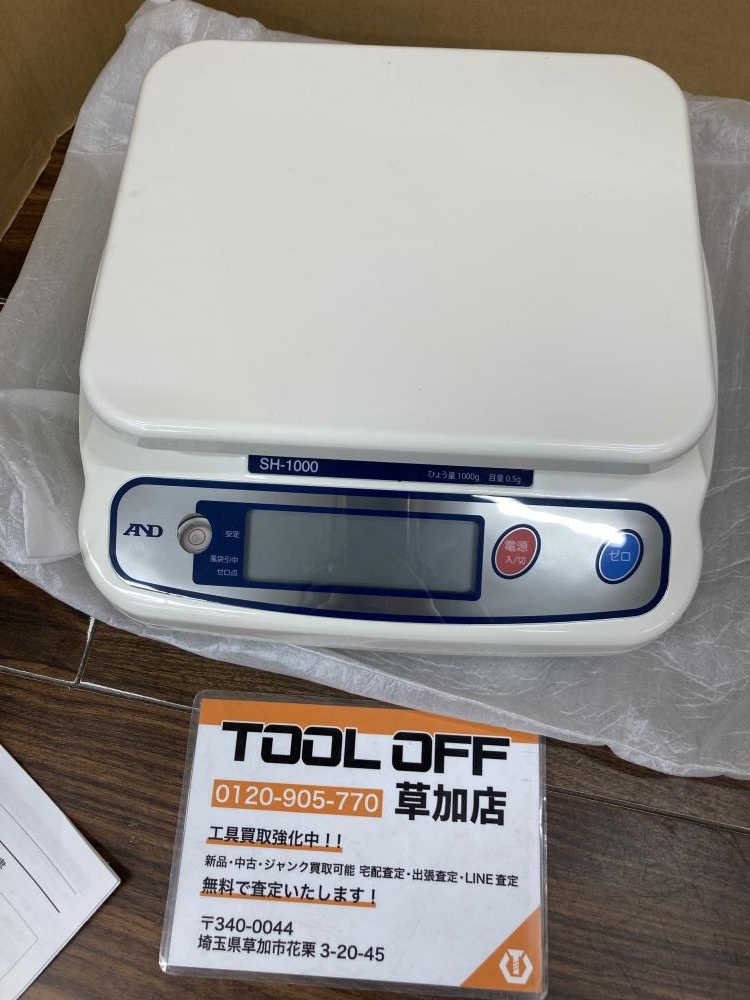 SH-1000
ひょう量 1000g 目量 0.5g
AND
安定
風袋引中
ゼロ点
電源
入/切
ゼロ
TOOL OFF
0120-905-770 草加店
工具買取強化中!!
新品・中古・ジャンク買取可能 宅配査定・出張査定・LINE査定
無料で査定いたします!
〒340-0044
埼玉県草加市花栗 3-20-45